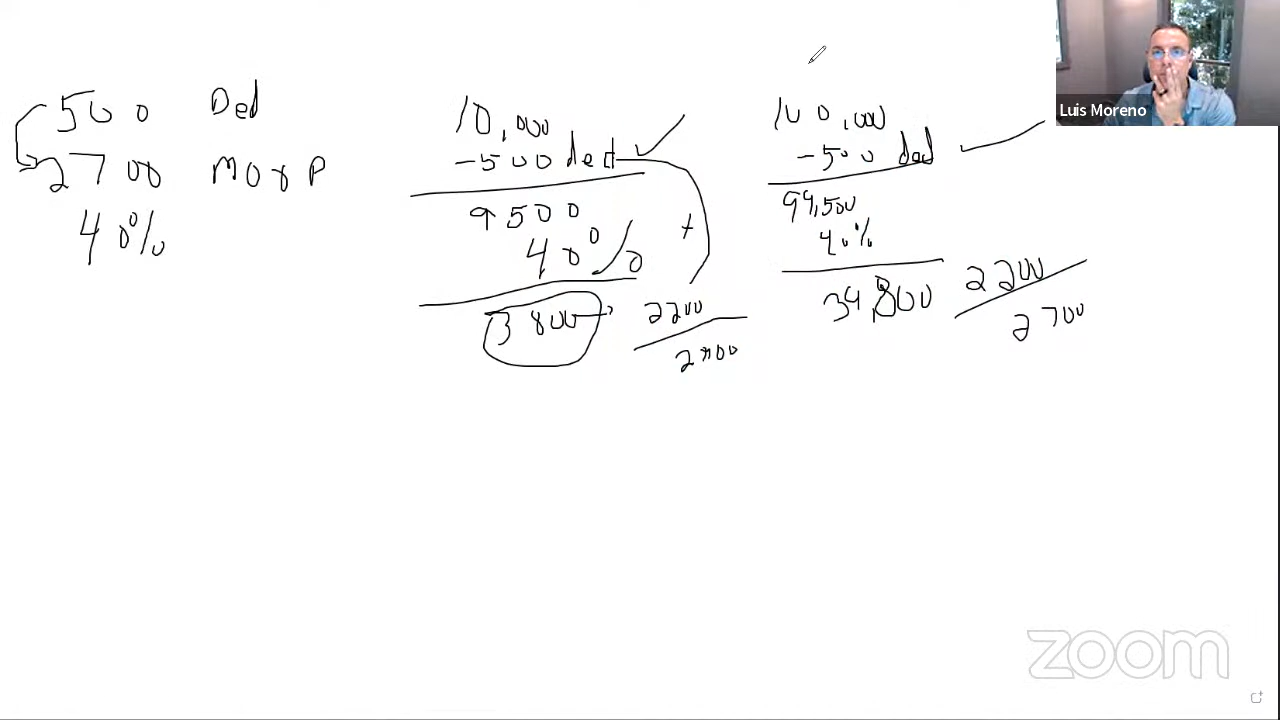 Luis Moreno
500 Ded
2700 MOXP
40%
10,000
-500 ded
9500
40%
3800
2200
2700
100,000
-500 ded
99,500
40%
39,800
2200
2700
zoom